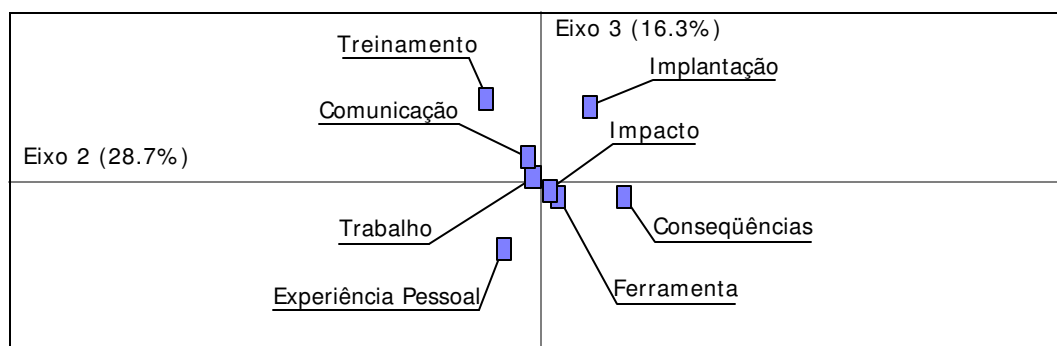 Eixo 3 (16.3%)
Treinamento
Implantação
Comunicação
Impacto
Eixo 2 (28.7%)
Trabalho
Conseqüências
Experiência Pessoal
Ferramenta